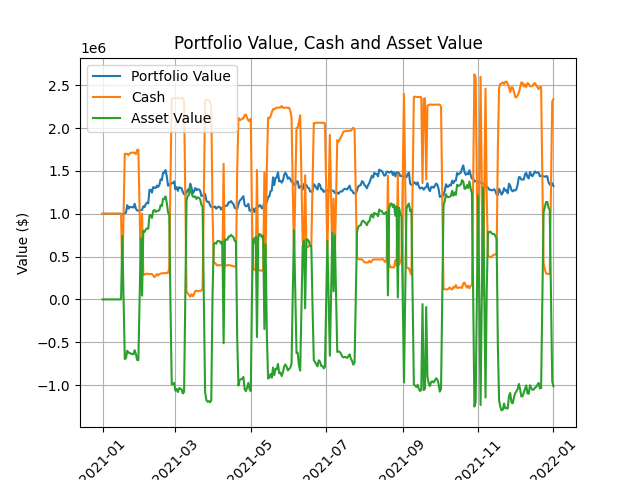 Portfolio Value, Cash and Asset Value
1e6
Portfolio Value
Cash
Asset Value
2.5
2.0
1.5
1.0
0.5
0.0
−0.5
−1.0
Value ($)
2021-01
2021-03
2021-05
2021-07
2021-09
2021-11
2022-01